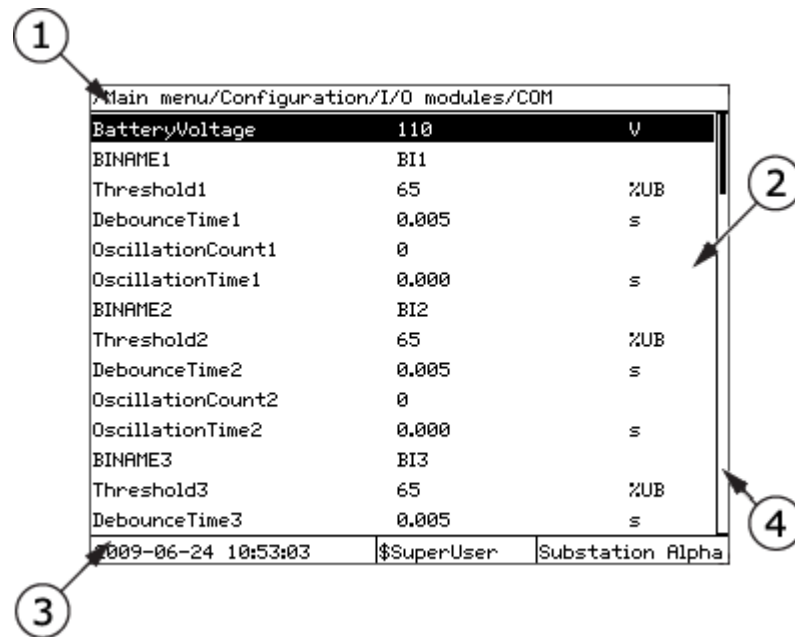 1
/Main menu/Configuration/I/O modules/COM
BatteryVoltage 110 V
BINAME1 BI1
2
Threshold1 65 %UB
DebounceTime1 0.005 s
OscillationCount1 0
OscillationTime1 0.000 s
BINAME2 BI2
Threshold2 65 %UB
DebounceTime2 0.005 s
OscillationCount2 0
OscillationTime2 0.000 s
BINAME3 BI3
Threshold3 65 %UB
4
DebounceTime3 0.005 s
2009-06-24 10:53:03 $SuperUser Substation Alpha
3